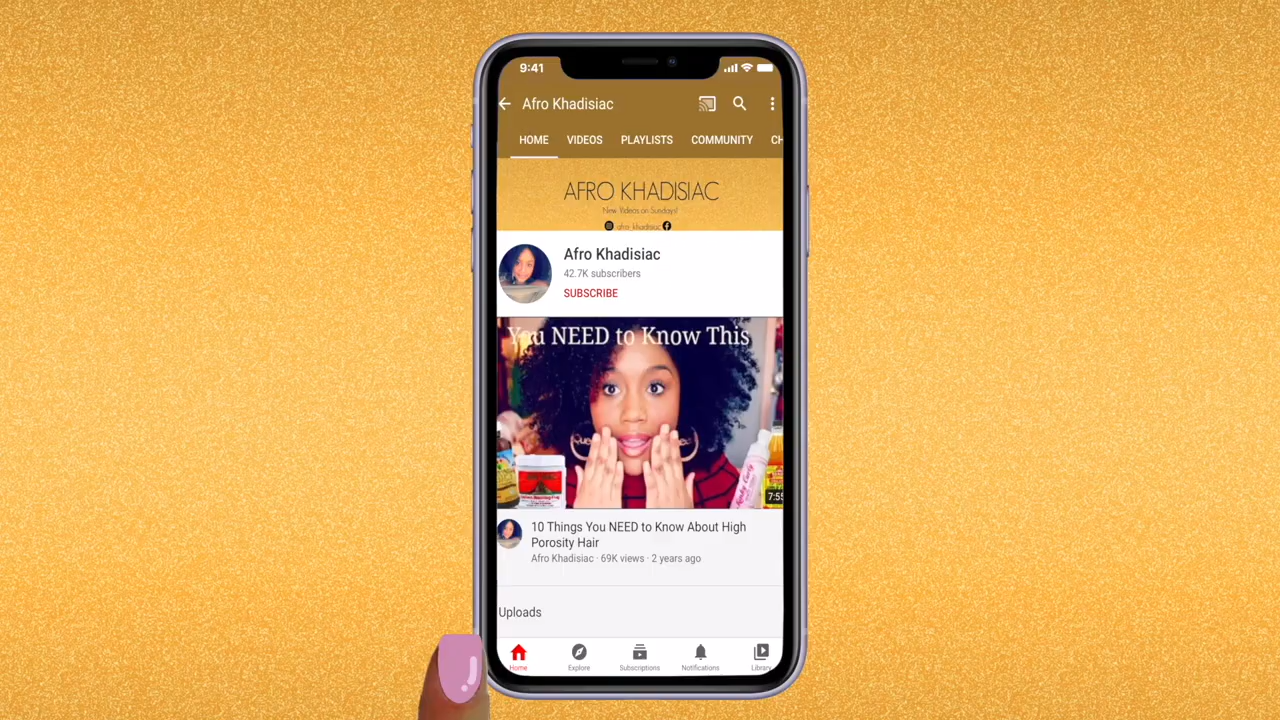 9:41
Afro Khadisiac
HOME VIDEOS PLAYLISTS COMMUNITY CH
AFRO KHADISIAC
New Videos on Sundays!
afro_khadisiac
Afro Khadisiac
42.7K subscribers
SUBSCRIBE
You NEED to Know This
7:55
10 Things You NEED to Know About High
Porosity Hair
Afro Khadisiac · 69K views · 2 years ago
Uploads
Home Explore Subscriptions Notifications Library